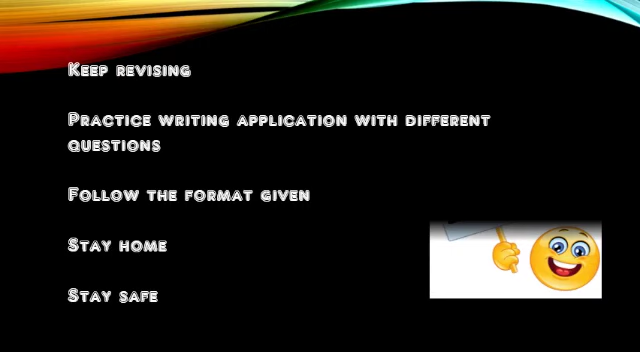 Keep revising
Practice writing application with different
questions
Follow the format given
Stay home
Stay safe